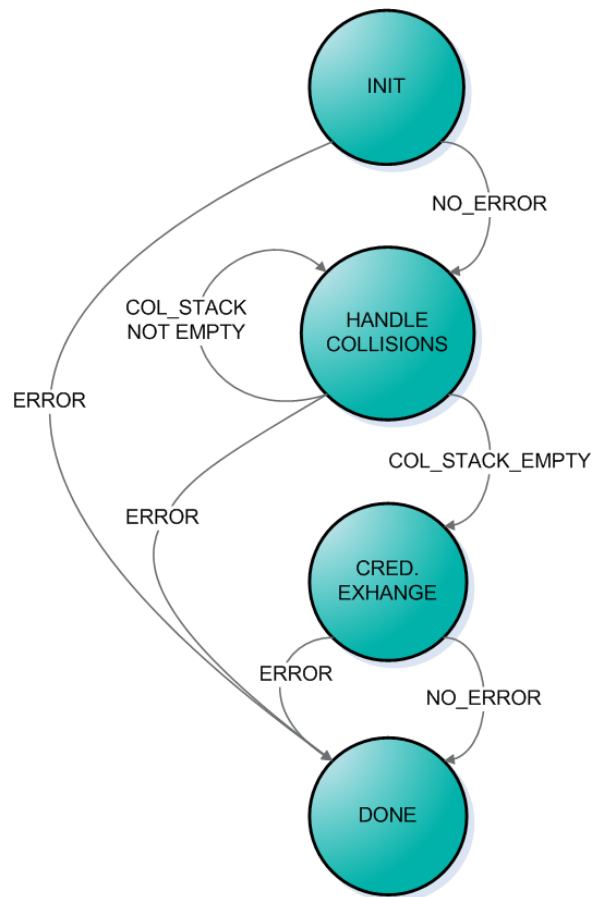 INIT
NO_ERROR
COL_STACK
NOT EMPTY
HANDLE
COLLISIONS
ERROR
COL_STACK_EMPTY
ERROR
CRED.
EXHANGE
ERROR
NO_ERROR
DONE